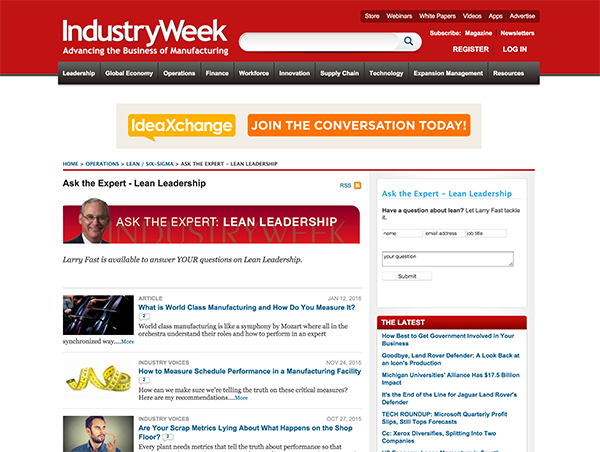 IndustryWeek
Advancing the Business of Manufacturing
Store Webinars White Papers Videos Apps Advertise
Subscribe: Magazine Newsletters
REGISTER LOG IN
Leadership Global Economy Operations Finance Workforce Innovation Supply Chain Technology Expansion Management Resources
IdeaXchange JOIN THE CONVERSATION TODAY!
HOME > OPERATIONS > LEAN / SIX-SIGMA > ASK THE EXPERT – LEAN LEADERSHIP
Ask the Expert - Lean Leadership
RSS
ASK THE EXPERT: LEAN LEADERSHIP
INDUSTRYWEEK
Larry Fast is available to answer YOUR questions on Lean Leadership.
ARTICLE JAN 12, 2016
What is World Class Manufacturing and How Do You Measure It?
2
World class manufacturing is like a symphony by Mozart where all in the
orchestra understand their roles and how to perform in an expert
synchronized way....More
INDUSTRY VOICES NOV 24, 2015
How to Measure Schedule Performance in a Manufacturing Facility
2
How can we make sure we're telling the truth on these critical measures?
Here are my recommendations....More
INDUSTRY VOICES OCT 27, 2015
Are Your Scrap Metrics Lying About What Happens on the
Shop Floor? 2
Every plant needs metrics that tell the truth about performance so that
Ask the Expert – Lean Leadership
Have a question about lean? Let Larry Fast tackle
it.
name email address job title
your question
Submit
THE LATEST
How Best to Get Government Involved in Your
Business
Goodbye, Land Rover Defender: A Look Back at
an Icon's Production
Michigan Universities' Alliance Has $17.5 Billion
Impact
It's the End of the Line for Jaguar Land Rover's
Defender
TECH ROUNDUP: Microsoft Quarterly Profit
Slips, Still Tops Forecasts
Cc: Xerox Diversifies, Splitting Into Two
Companies